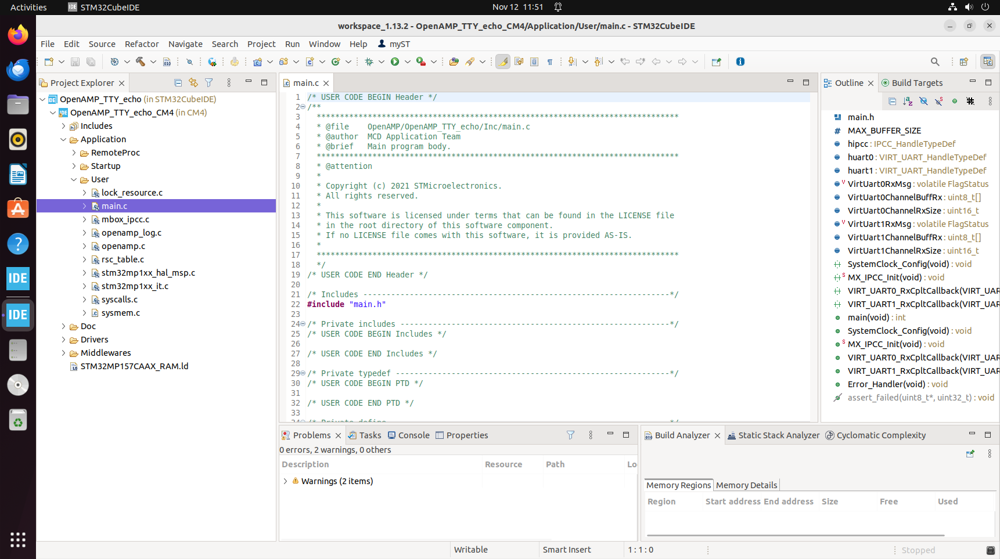 Activities
STM32CubeIDE
Nov 12 11:51
workspace_1.13.2 - OpenAMP_TTY_echo_CM4/Application/User/main.c - STM32CubeIDE
File Edit Source Refactor Navigate Search Project Run Window Help myST
Project Explorer
OpenAMP_TTY_echo (in STM32CubeIDE)
OpenAMP_TTY_echo_CM4 (in CM4)
Includes
Application
RemoteProc
Startup
User
lock_resource.c
main.c
mbox_ipcc.c
openamp_log.c
openamp.c
rsc_table.c
stm32mp1xx_hal_msp.c
stm32mp1xx_it.c
syscalls.c
sysmem.c
Doc
Drivers
Middlewares
STM32MP157CAAX_RAM.ld
IDE
IDE
main.c
1 /* USER CODE BEGIN Header */
2 /**
3 ******************************************************************************
4 * @file OpenAMP/OpenAMP_TTY_echo/Inc/main.c
5 * @author MCD Application Team
6 * @brief Main program body.
7 ******************************************************************************
8 * @attention
9 *
10 * Copyright (c) 2021 STMicroelectronics.
11 * All rights reserved.
12 *
13 * This software is licensed under terms that can be found in the LICENSE file
14 * in the root directory of this software component.
15 * If no LICENSE file comes with this software, it is provided AS-IS.
16 *
17 ******************************************************************************
18 */
19 /* USER CODE END Header */
20
21 /* Includes ------------------------------------------------------------------*/
22 #include "main.h"
23
24 /* Private includes ----------------------------------------------------------*/
25 /* USER CODE BEGIN Includes */
26
27 /* USER CODE END Includes */
28
29 /* Private typedef -----------------------------------------------------------*/
30 /* USER CODE BEGIN PTD */
31
32 /* USER CODE END PTD */
33
34 /* Private define ------------------------------------------------------------*/
Outline
Build Targets
main.h
MAX_BUFFER_SIZE
hipcc : IPCC_HandleTypeDef
huart0 : VIRT_UART_HandleTypeDef
huart1 : VIRT_UART_HandleTypeDef
VirtUart0RxMsg : volatile FlagStatus
VirtUart0ChannelBuffRx : uint8_t[]
VirtUart0ChannelRxSize : uint16_t
VirtUart1RxMsg : volatile FlagStatus
VirtUart1ChannelBuffRx : uint8_t[]
VirtUart1ChannelRxSize : uint16_t
SystemClock_Config(void) : void
MX_IPCC_Init(void) : void
VIRT_UART0_RxCpltCallback(VIRT_UAR
VIRT_UART1_RxCpltCallback(VIRT_UAR
main(void) : int
SystemClock_Config(void) : void
MX_IPCC_Init(void) : void
VIRT_UART0_RxCpltCallback(VIRT_UAR
VIRT_UART1_RxCpltCallback(VIRT_UAR
Error_Handler(void) : void
assert_failed(uint8_t*, uint32_t) : void
Problems
Tasks
Console
Properties
0 errors, 2 warnings, 0 others
Description Resource Path Lo
Warnings (2 items)
Build Analyzer
Static Stack Analyzer
Cyclomatic Complexity
Memory Regions
Memory Details
Region Start address End address Size Free Used
Writable
Smart Insert
1 : 1 : 0
Stopped